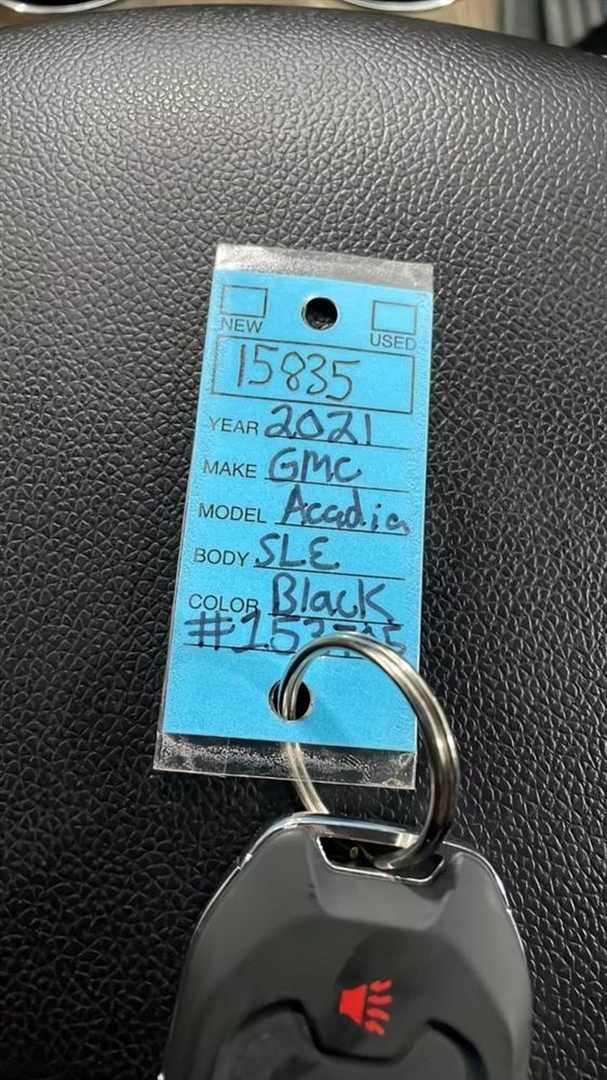 NEW USED
15835
YEAR 2021
MAKE GMC
MODEL Acadia
BODY SLE
COLOR Black